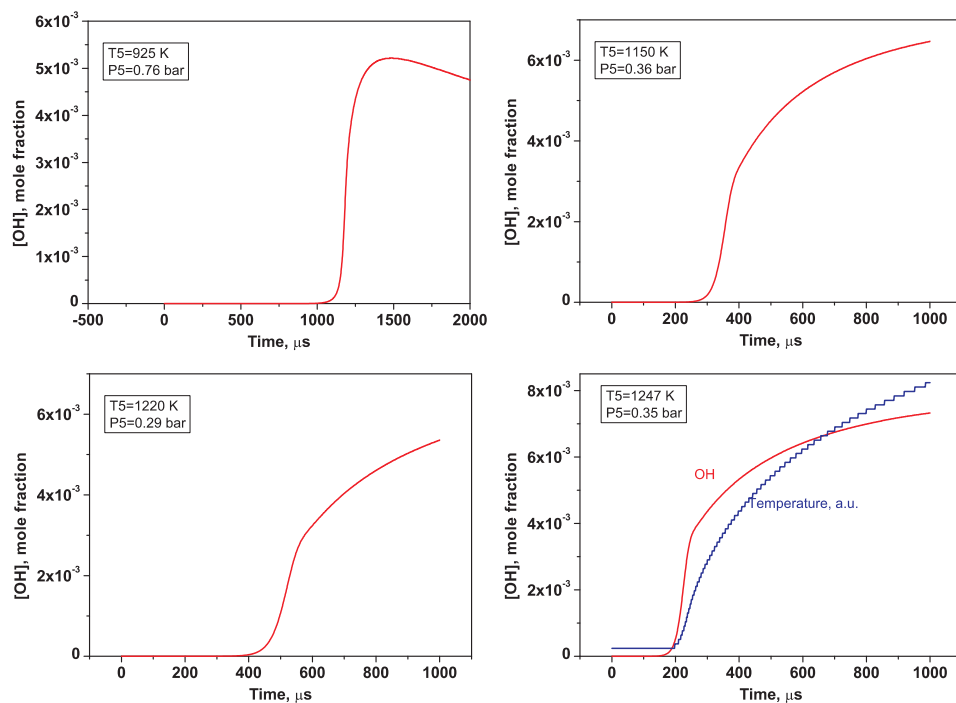 6x10⁻³
5x10⁻³
4x10⁻³
3x10⁻³
2x10⁻³
1x10⁻³
0
[OH], mole fraction
T5=925 K
P5=0.76 bar
-500 0 500 1000 1500 2000
Time, μs
6x10⁻³
4x10⁻³
2x10⁻³
0
[OH], mole fraction
T5=1150 K
P5=0.36 bar
0 200 400 600 800 1000
Time, μs
6x10⁻³
4x10⁻³
2x10⁻³
0
[OH], mole fraction
T5=1220 K
P5=0.29 bar
0 200 400 600 800 1000
Time, μs
8x10⁻³
6x10⁻³
4x10⁻³
2x10⁻³
0
[OH], mole fraction
T5=1247 K
P5=0.35 bar
OH
Temperature, a.u.
0 200 400 600 800 1000
Time, μs